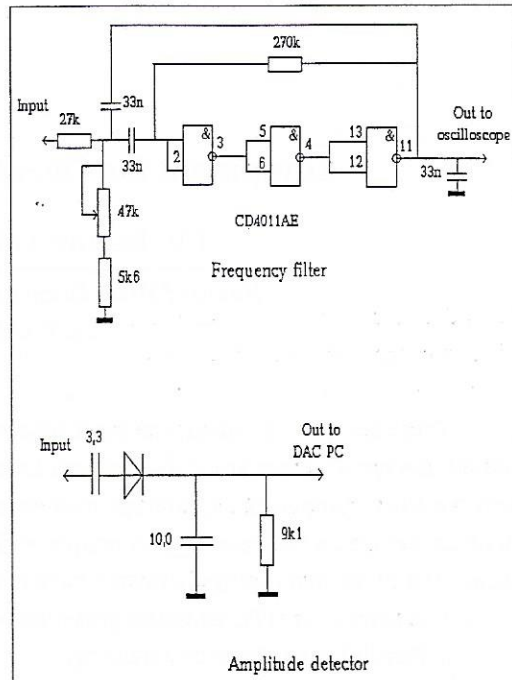 270k
Input
33n
27k
33n
&
&
&
2
3
5
6
4
13
12
11
Out to
oscilloscope
33n
47k
CD4011AE
5k6
Frequency filter
Input
3,3
Out to
DAC PC
10,0
9k1
Amplitude detector